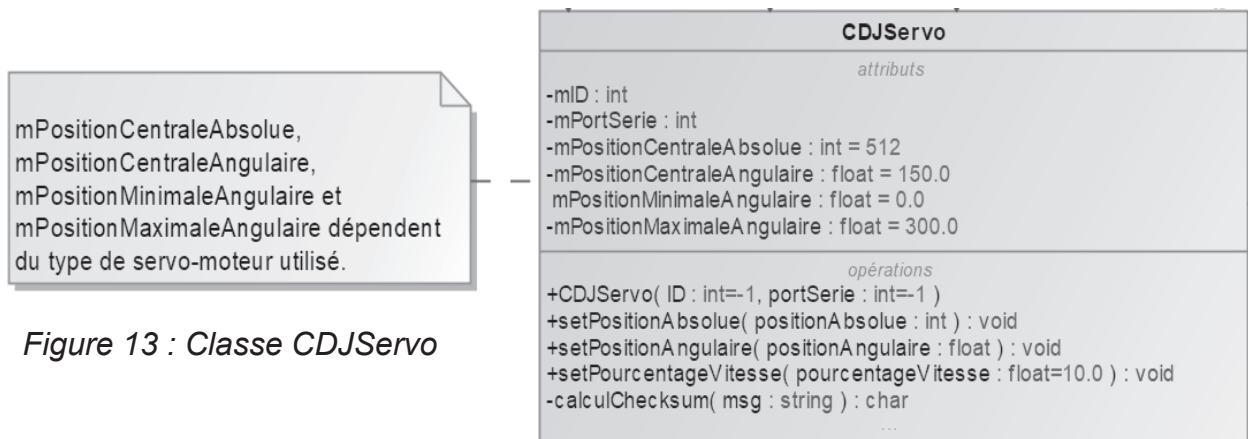 mPositionCentraleAbsolue,
mPositionCentraleAngulaire,
mPositionMinimaleAngulaire et
mPositionMaximaleAngulaire dépendent
du type de servo-moteur utilisé.
Figure 13 : Classe CDJServo
CDJServo
attributs
-mID : int
-mPortSerie : int
-mPositionCentraleAbsolue : int = 512
-mPositionCentraleAngulaire : float = 150.0
mPositionMinimaleAngulaire : float = 0.0
-mPositionMaximaleAngulaire : float = 300.0
opérations
+CDJServo( ID : int=-1, portSerie : int=-1 )
+setPositionAbsolue( positionAbsolue : int ) : void
+setPositionAngulaire( positionAngulaire : float ) : void
+setPourcentageVitesse( pourcentageVitesse : float=10.0 ) : void
-calculChecksum( msg : string ) : char
...